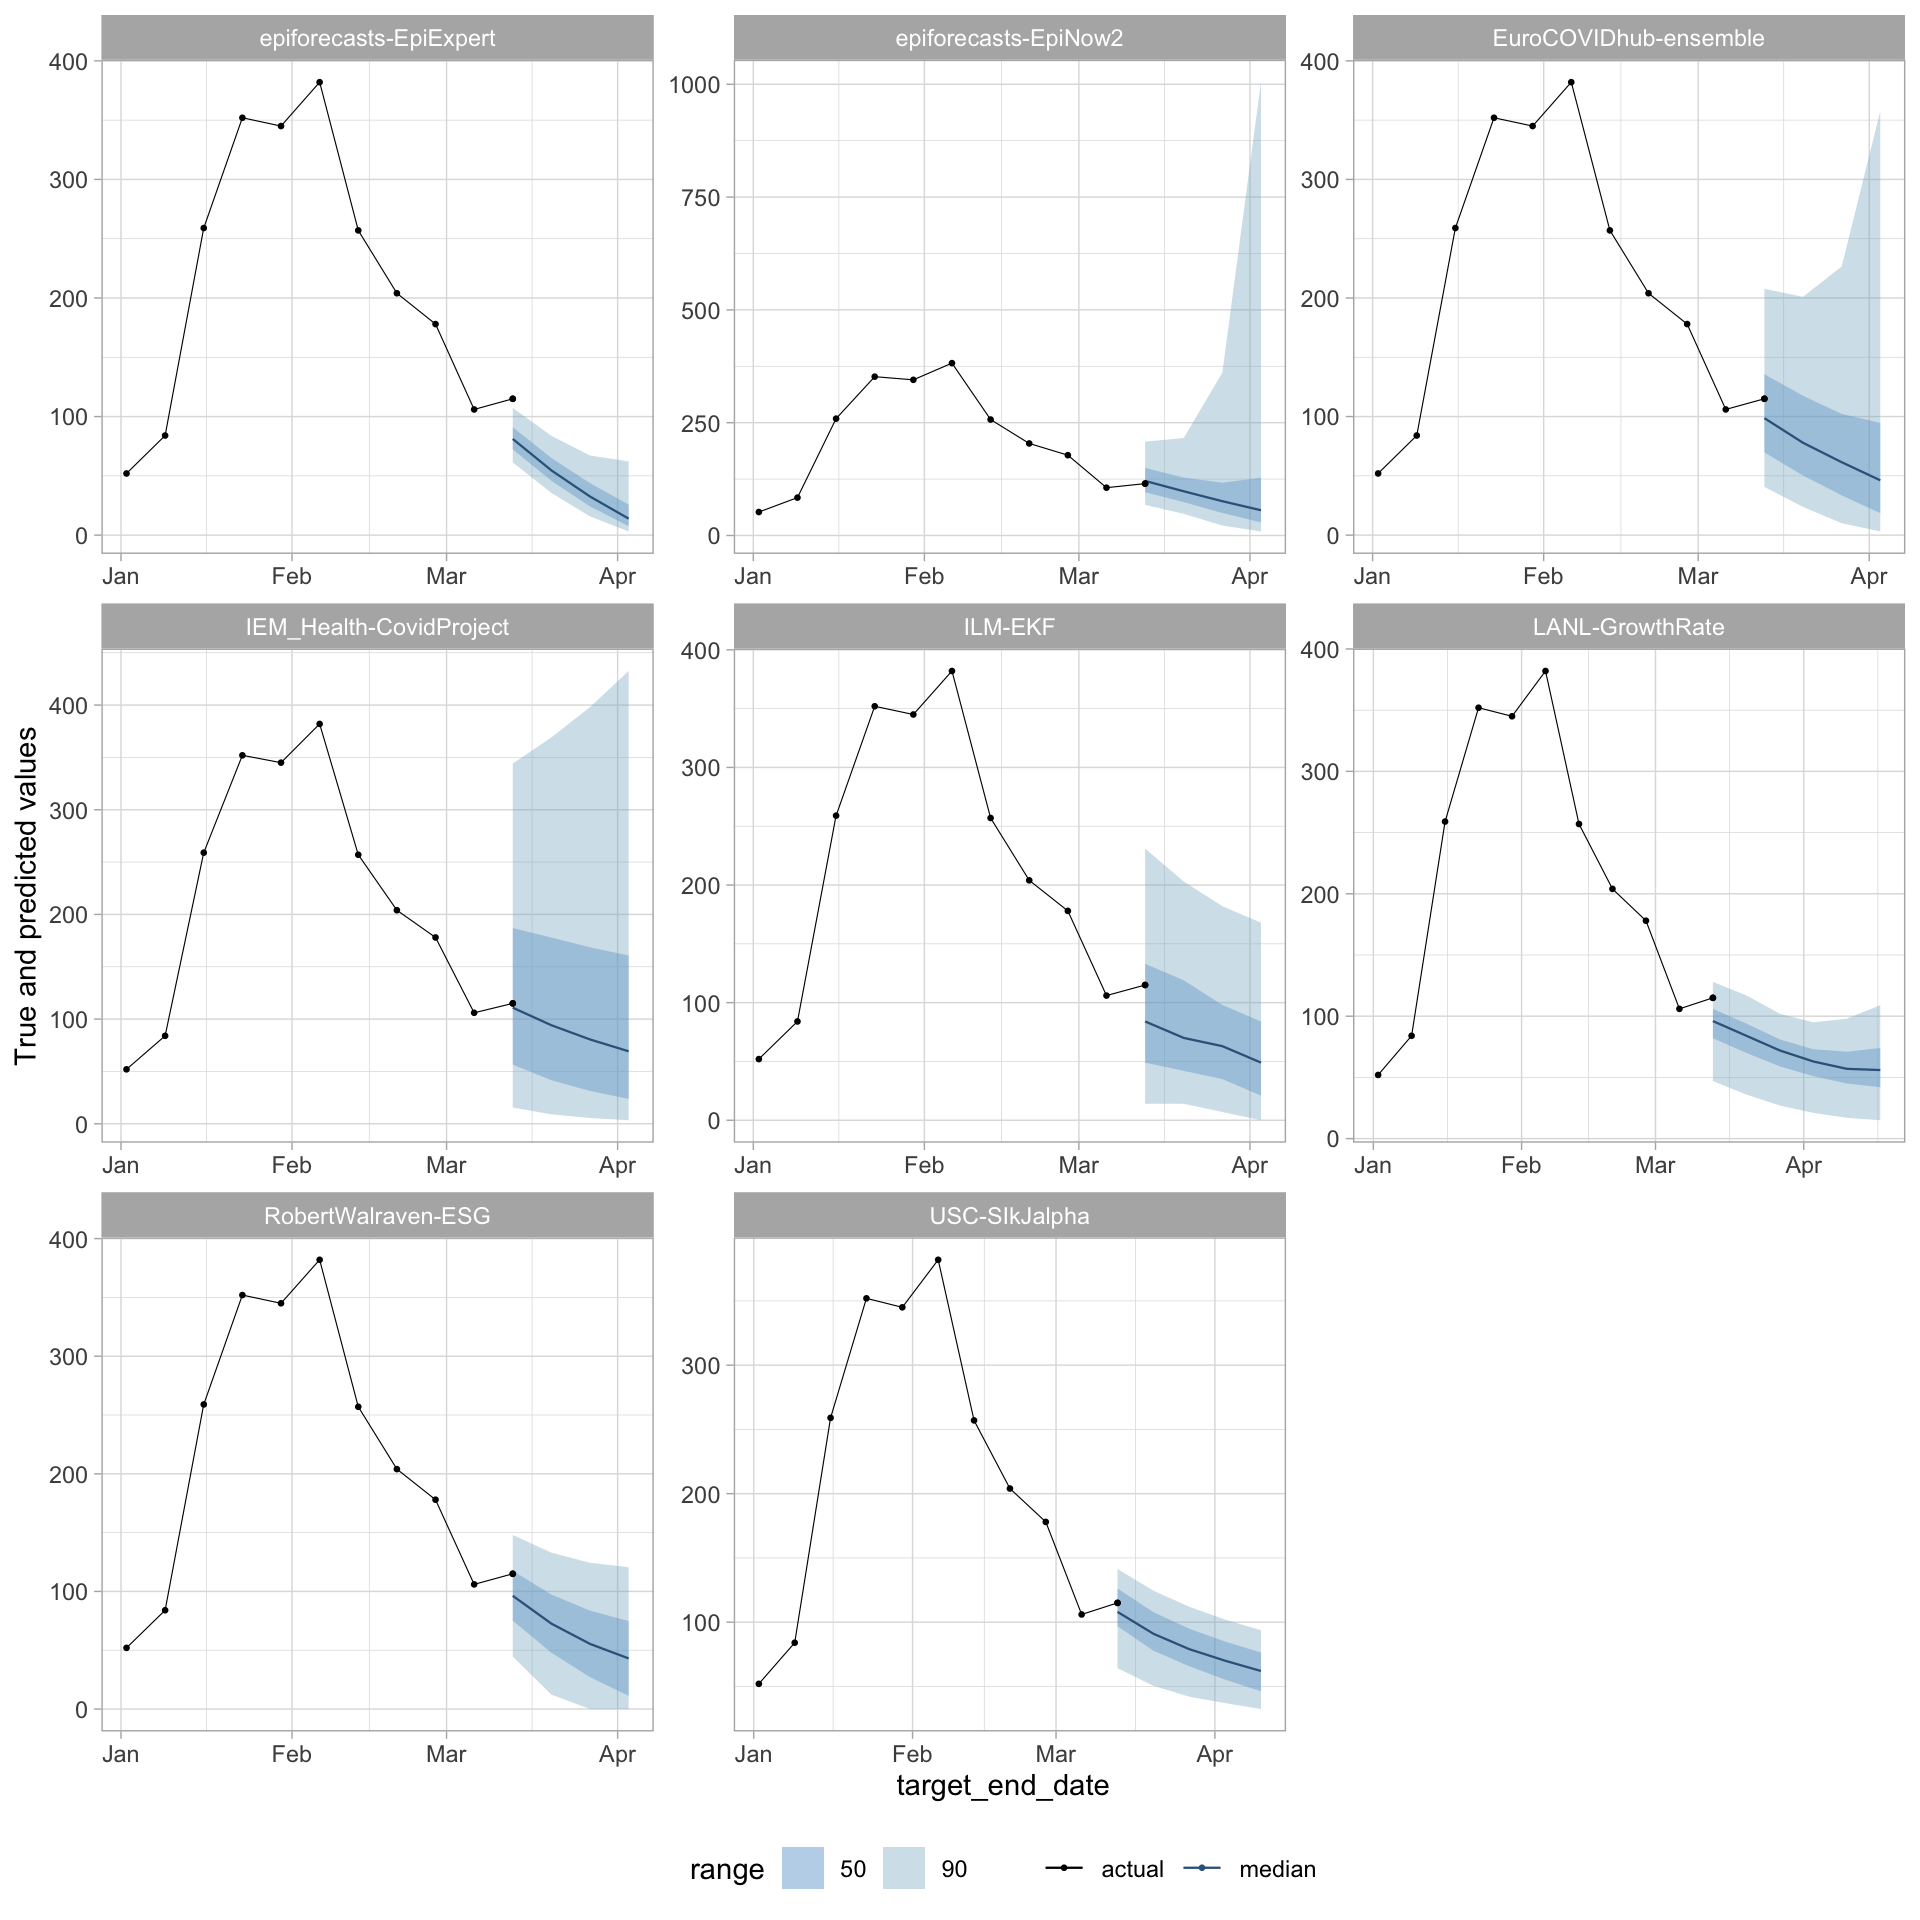 epiforecasts-EpiExpert epiforecasts-EpiNow2 EuroCOVIDhub-ensemble
400 1000 400
300 750 300
200 500 200
100 250 100
0 0 0
Jan Feb Mar Apr Jan Feb Mar Apr Jan Feb Mar Apr
IEM_Health-CovidProject ILM-EKF LANL-GrowthRate
True and predicted values
400 400 400
300 300 300
200 200 200
100 100 100
0 0 0
Jan Feb Mar Apr Jan Feb Mar Apr Jan Feb Mar Apr
RobertWalraven-ESG USC-SIkJalpha
400
300 300
200 200
100 100
0
Jan Feb Mar Apr Jan Feb Mar Apr
target_end_date
range 50 90 actual median